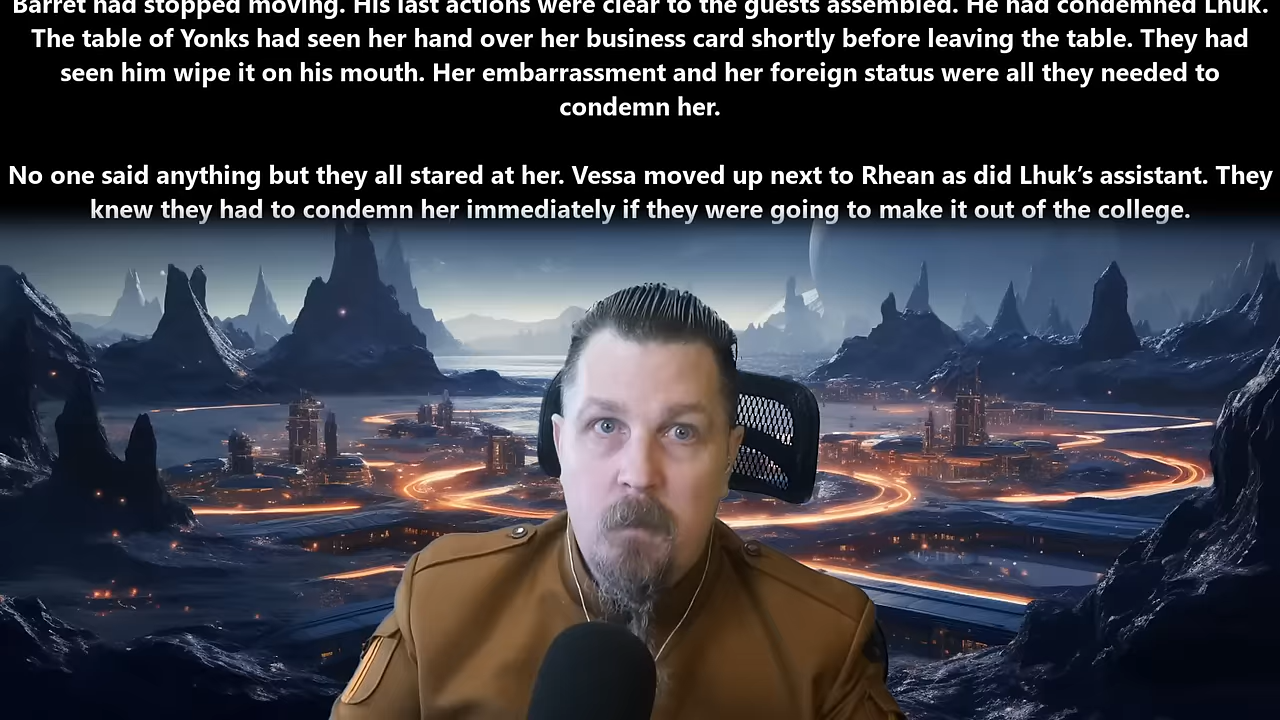 Barret had stopped moving. His last actions were clear to the guests assembled. He had condemned Lhuk.
The table of Yonks had seen her hand over her business card shortly before leaving the table. They had
seen him wipe it on his mouth. Her embarrassment and her foreign status were all they needed to
condemn her.
No one said anything but they all stared at her. Vessa moved up next to Rhean as did Lhuk’s assistant. They
knew they had to condemn her immediately if they were going to make it out of the college.